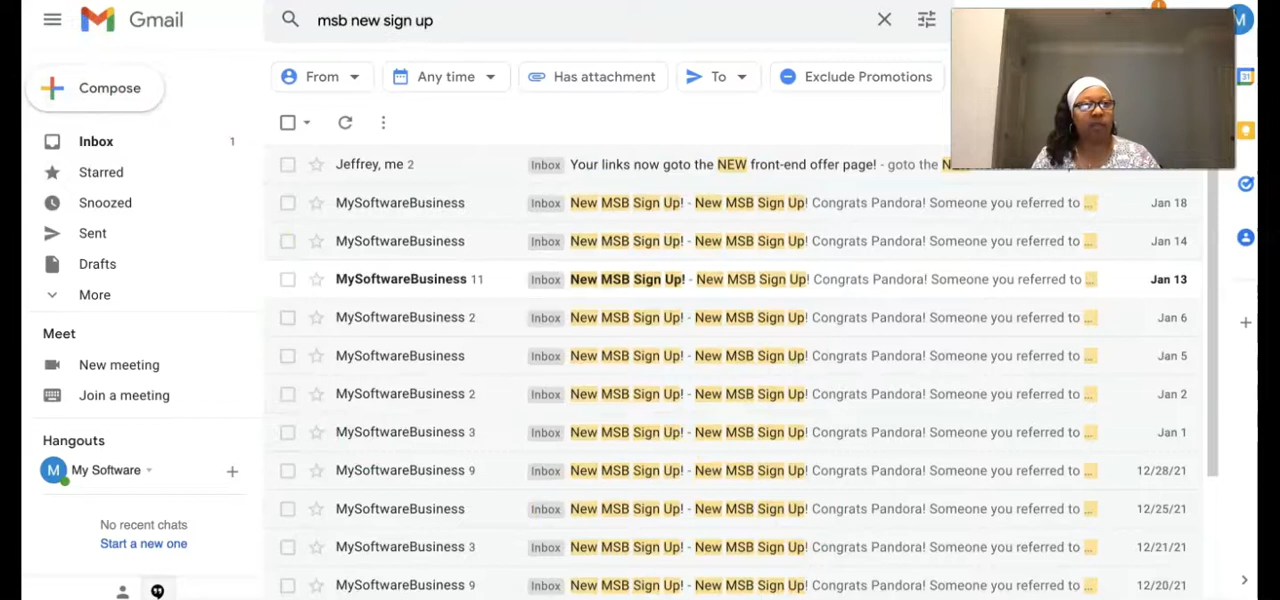 Gmail
msb new sign up
M
Compose
From
Any time
Has attachment
To
Exclude Promotions
31
Inbox 1
Starred
Snoozed
Sent
Drafts
More
Meet
New meeting
Join a meeting
Hangouts
M My Software
No recent chats
Start a new one
Jeffrey, me 2 Inbox Your links now goto the NEW front-end offer page! - goto the
MySoftwareBusiness Inbox New MSB Sign Up! - New MSB Sign Up! Congrats Pandora! Someone you referred to ... Jan 18
MySoftwareBusiness Inbox New MSB Sign Up! - New MSB Sign Up! Congrats Pandora! Someone you referred to ... Jan 14
MySoftwareBusiness 11 Inbox New MSB Sign Up! - New MSB Sign Up! Congrats Pandora! Someone you referred to ... Jan 13
MySoftwareBusiness 2 Inbox New MSB Sign Up! - New MSB Sign Up! Congrats Pandora! Someone you referred to ... Jan 6
MySoftwareBusiness Inbox New MSB Sign Up! - New MSB Sign Up! Congrats Pandora! Someone you referred to ... Jan 5
MySoftwareBusiness 2 Inbox New MSB Sign Up! - New MSB Sign Up! Congrats Pandora! Someone you referred to ... Jan 2
MySoftwareBusiness 3 Inbox New MSB Sign Up! - New MSB Sign Up! Congrats Pandora! Someone you referred to ... Jan 1
MySoftwareBusiness 9 Inbox New MSB Sign Up! - New MSB Sign Up! Congrats Pandora! Someone you referred to ... 12/28/21
MySoftwareBusiness Inbox New MSB Sign Up! - New MSB Sign Up! Congrats Pandora! Someone you referred to ... 12/25/21
MySoftwareBusiness 3 Inbox New MSB Sign Up! - New MSB Sign Up! Congrats Pandora! Someone you referred to ... 12/21/21
MySoftwareBusiness 9 Inbox New MSB Sign Up! - New MSB Sign Up! Congrats Pandora! Someone you referred to ... 12/20/21